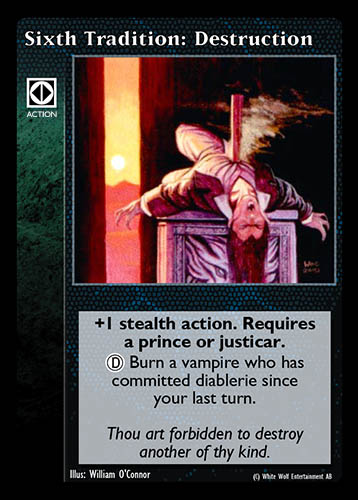 Sixth Tradition: Destruction
ACTION
+1 stealth action. Requires
a prince or justicar.
D Burn a vampire who has
committed diablerie since
your last turn.
Thou art forbidden to destroy
another of thy kind.
Illus: William O'Connor
(C) White Wolf Entertainment AB